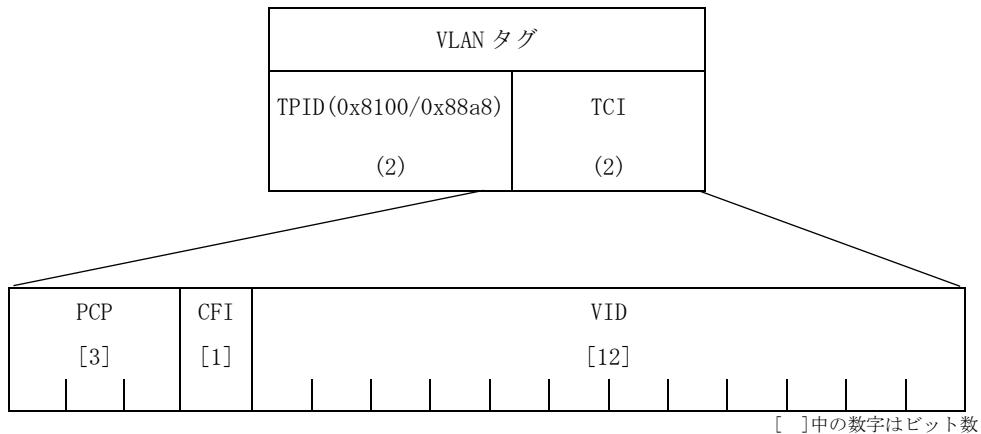 VLAN タグ
TPID(0x8100/0x88a8) TCI
(2) (2)
PCP CFI VID
[3] [1] [12]
[　]中の数字はビット数